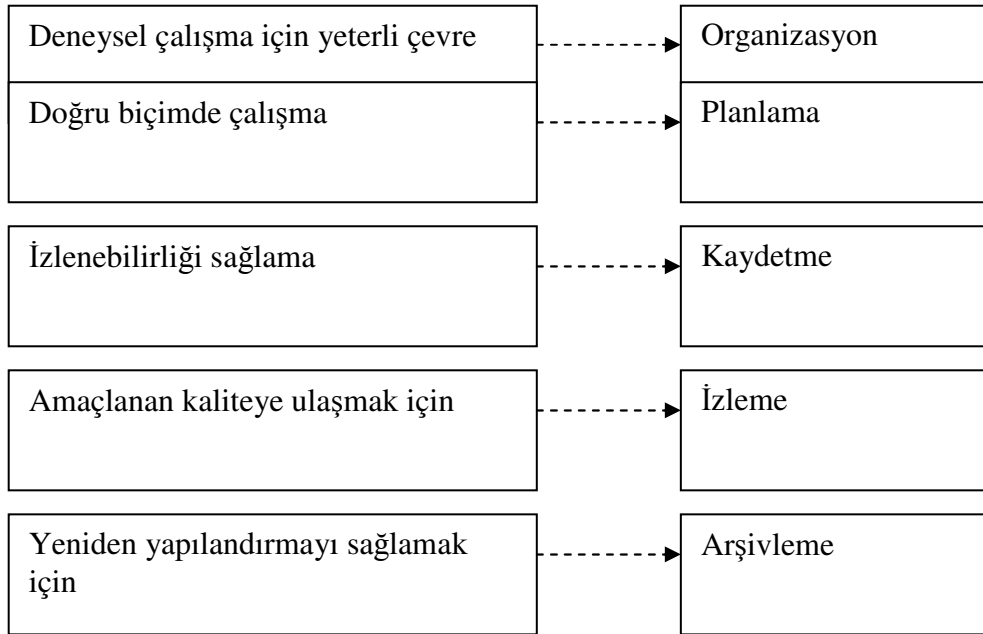 Deneysel çalışma için yeterli çevre
Organizasyon
Doğru biçimde çalışma
Planlama
İzlenebilirliği sağlama
Kaydetme
Amaçlanan kaliteye ulaşmak için
İzleme
Yeniden yapılandırmayı sağlamak
için
Arşivleme